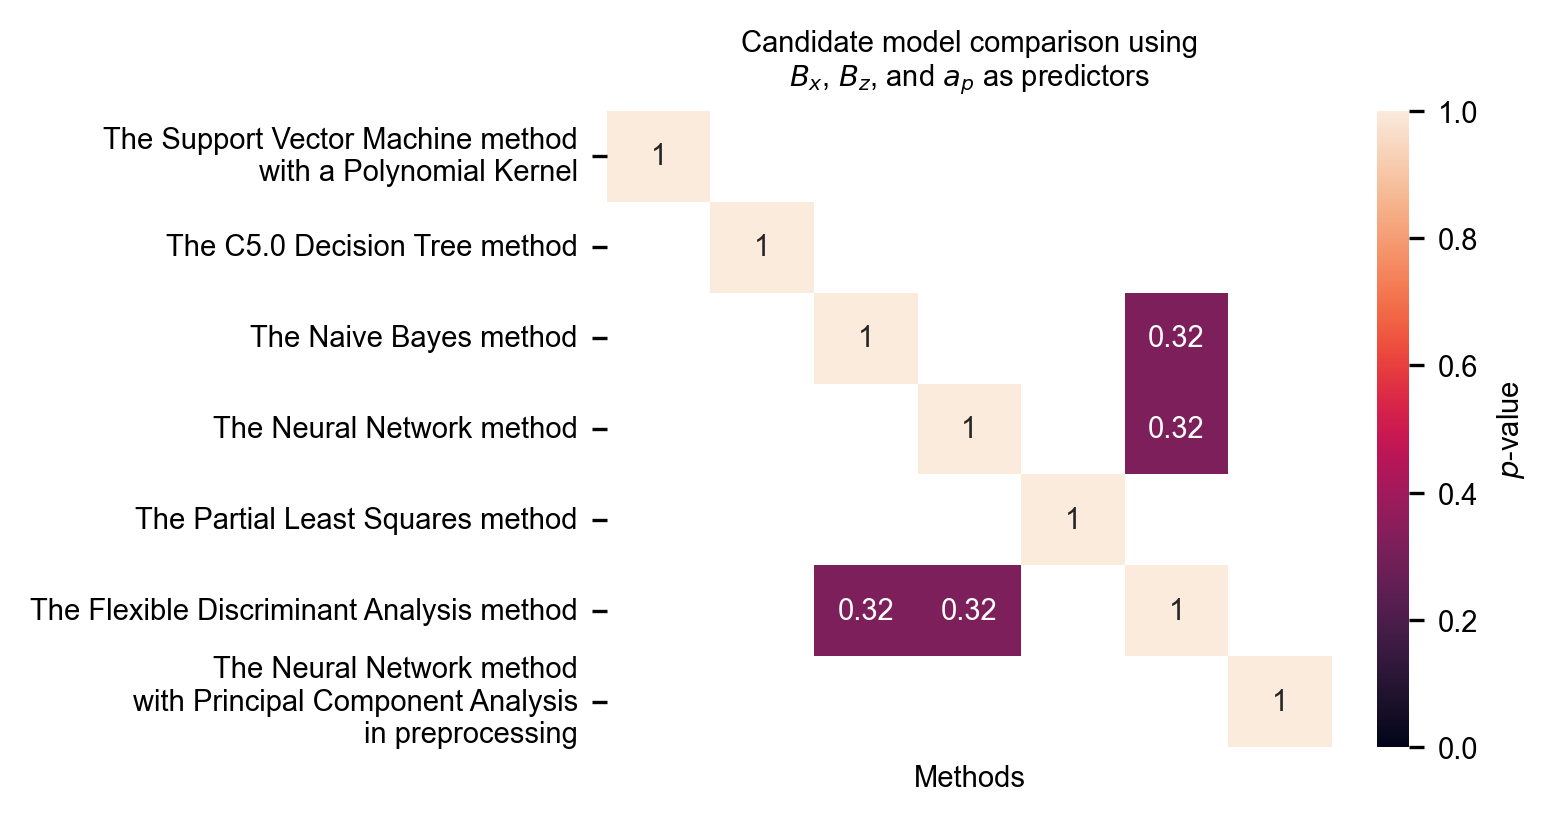 Candidate model comparison using
Bx, Bz, and ap as predictors
The Support Vector Machine method
with a Polynomial Kernel
1
The C5.0 Decision Tree method
1
The Naive Bayes method
1
0.32
The Neural Network method
1
0.32
The Partial Least Squares method
1
The Flexible Discriminant Analysis method
0.32
0.32
1
The Neural Network method
with Principal Component Analysis
in preprocessing
1
Methods
1.0
0.8
0.6
0.4
0.2
0.0
p-value